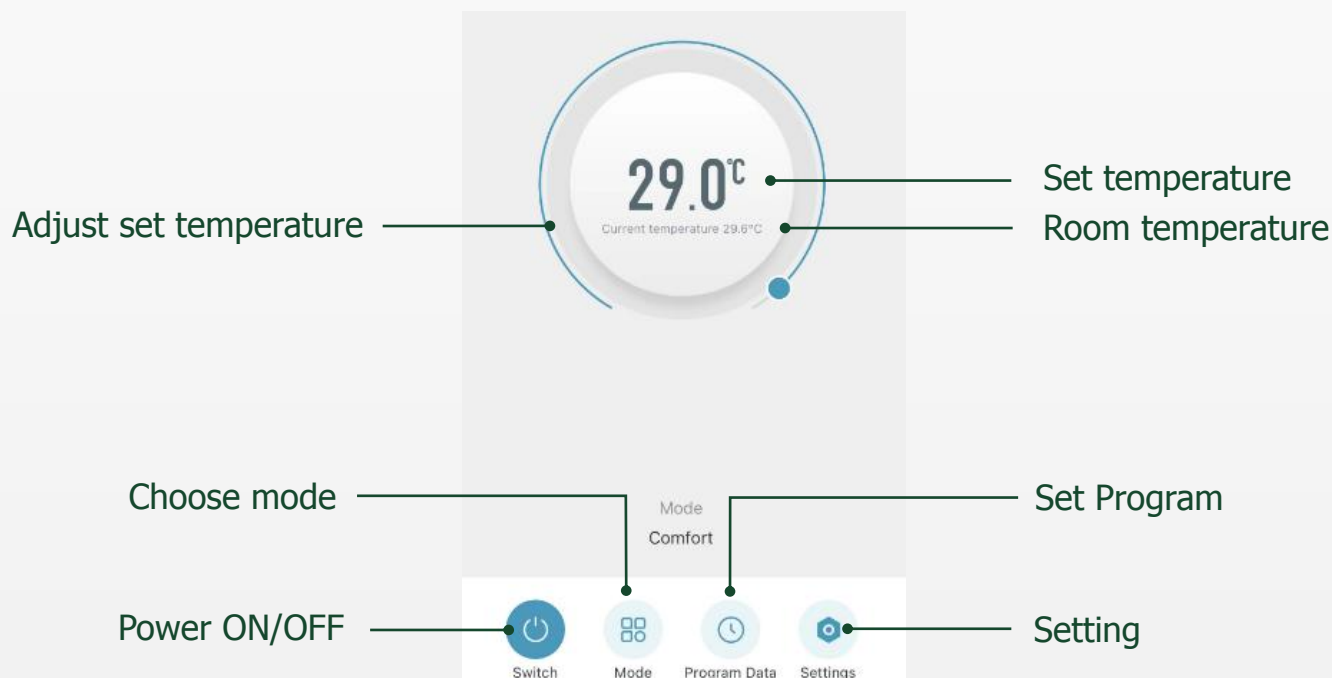 29.0°C
Current temperature 29.6°C
Set temperature
Room temperature
Adjust set temperature
Choose mode
Mode
Comfort
Set Program
Power ON/OFF
Setting
Switch
Mode
Program Data
Settings